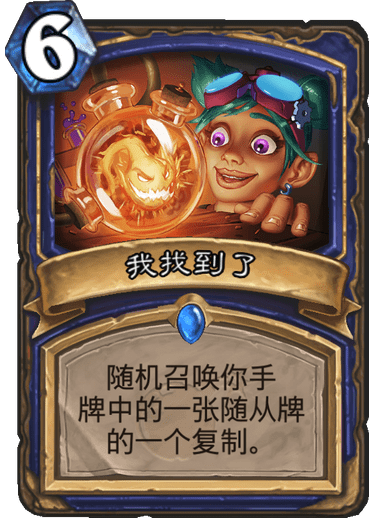 6
我找到了
随机召唤你手
牌中的一张随从牌
的一个复制。